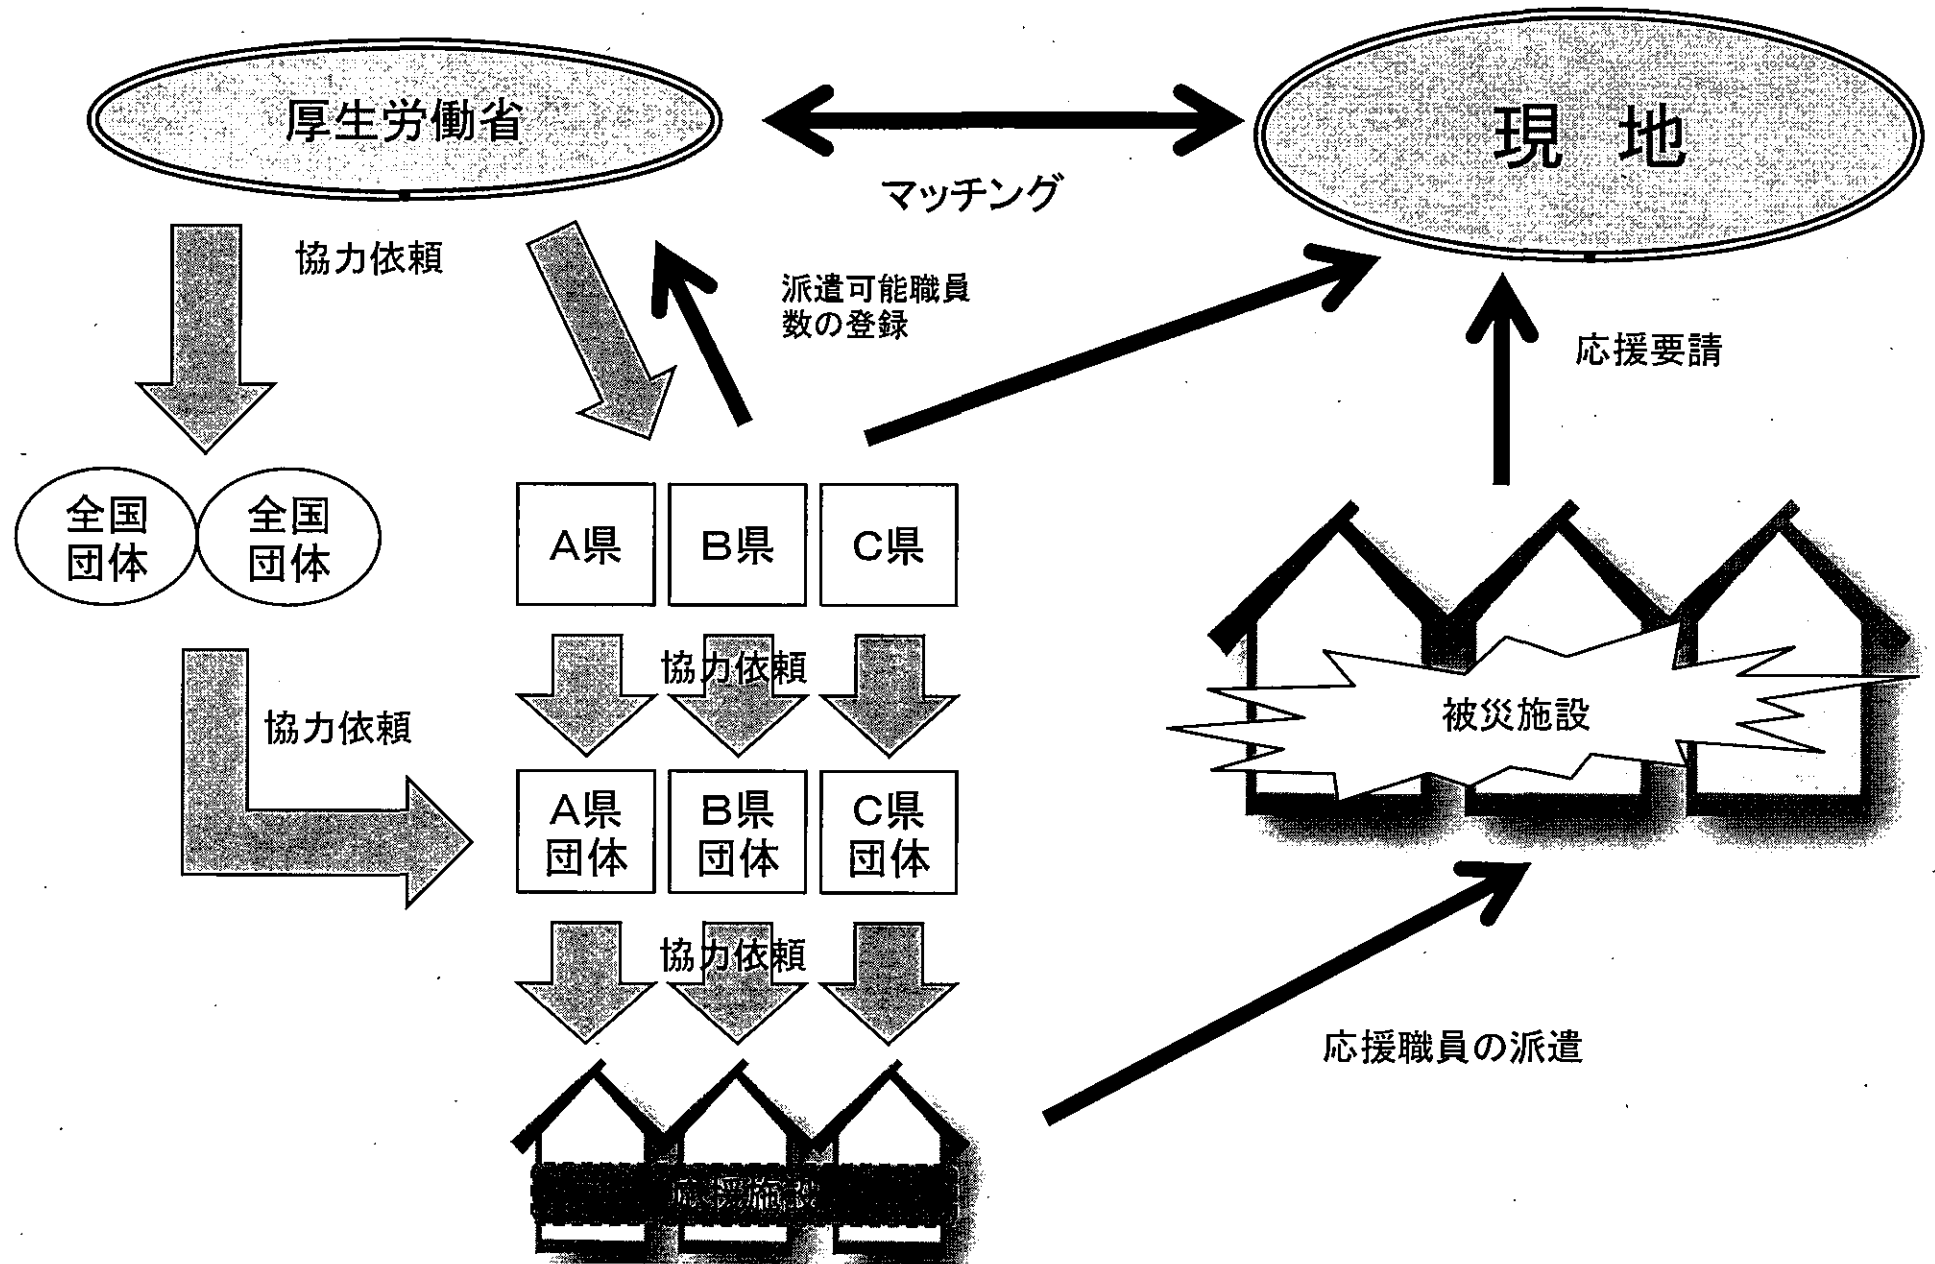 厚生労働省
現 地
マッチング
協力依頼
派遣可能職員
数の登録
応援要請
全国
団体
全国
団体
A県
B県
C県
協力依頼
被災施設
協力依頼
A県
団体
B県
団体
C県
団体
協力依頼
応援職員の派遣
応援施設